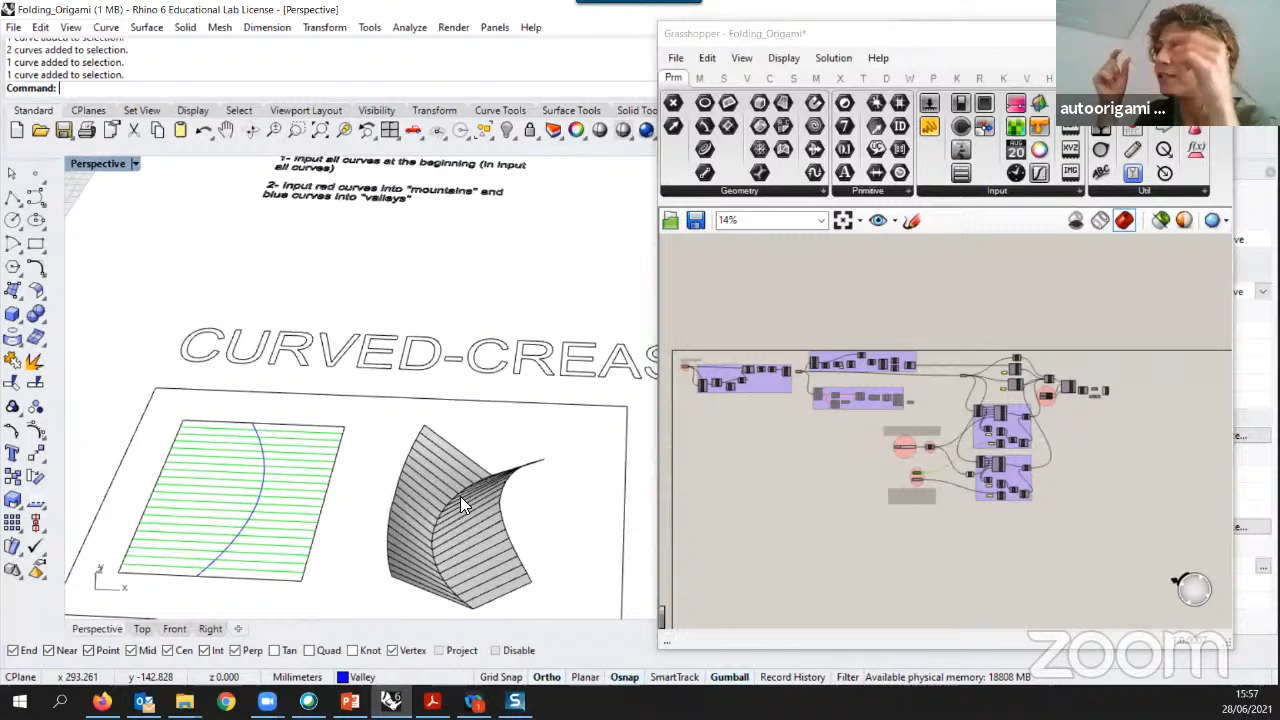 Folding_Origami (1 MB) - Rhino 6 Educational Lab License - [Perspective]
File Edit View Curve Surface Solid Mesh Dimension Transform Tools Analyze Render Panels Help
2 curves added to selection.
1 curve added to selection.
1 curve added to selection.
Command:
Standard CPlanes Set View Display Select Viewport Layout Visibility Transform Curve Tools Surface Tools Solid To
Perspective
1- Input all curves at the beginning (in input
all curves)
2- Input red curves into "mountains" and
blue curves into "valleys"
CURVED-CREAS
y
x
Perspective Top Front Right
End Near Point Mid Cen Int Perp Tan Quad Knot Vertex Project Disable
CPlane x 293.261 y -142.828 z 0.000 Millimeters Valley Grid Snap Ortho Planar Osnap SmartTrack Gumball Record History Filter Available physical memory: 18808 MB
Grasshopper - Folding_Origami*
File Edit View Display Solution Help
Prm M S V C S M X T D W P K R K V H
Geometry Primitive Input Util
14%
autoorigami ...
zoom
15:57
28/06/2021